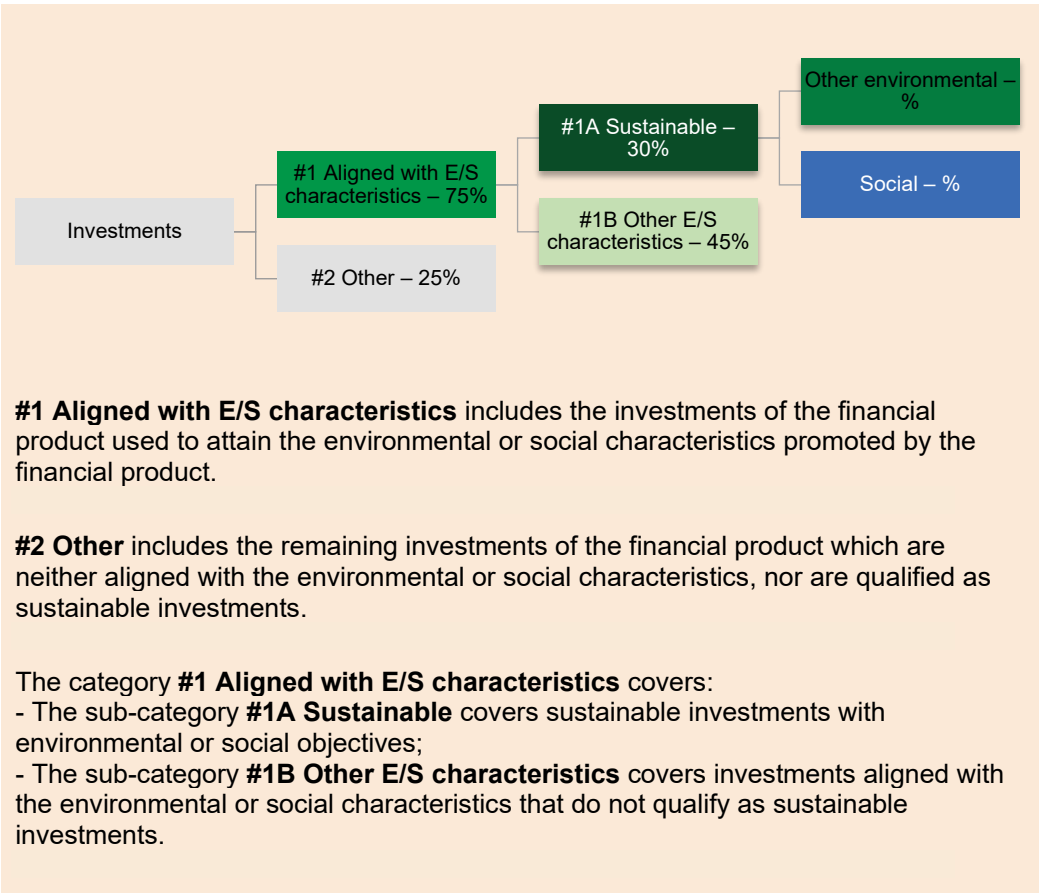 Other environmental –
%
#1A Sustainable –
30%
#1 Aligned with E/S
characteristics – 75%
Social – %
Investments
#1B Other E/S
characteristics – 45%
#2 Other – 25%
#1 Aligned with E/S characteristics includes the investments of the financial
product used to attain the environmental or social characteristics promoted by the
financial product.
#2 Other includes the remaining investments of the financial product which are
neither aligned with the environmental or social characteristics, nor are qualified as
sustainable investments.
The category #1 Aligned with E/S characteristics covers:
- The sub-category #1A Sustainable covers sustainable investments with
environmental or social objectives;
- The sub-category #1B Other E/S characteristics covers investments aligned with
the environmental or social characteristics that do not qualify as sustainable
investments.